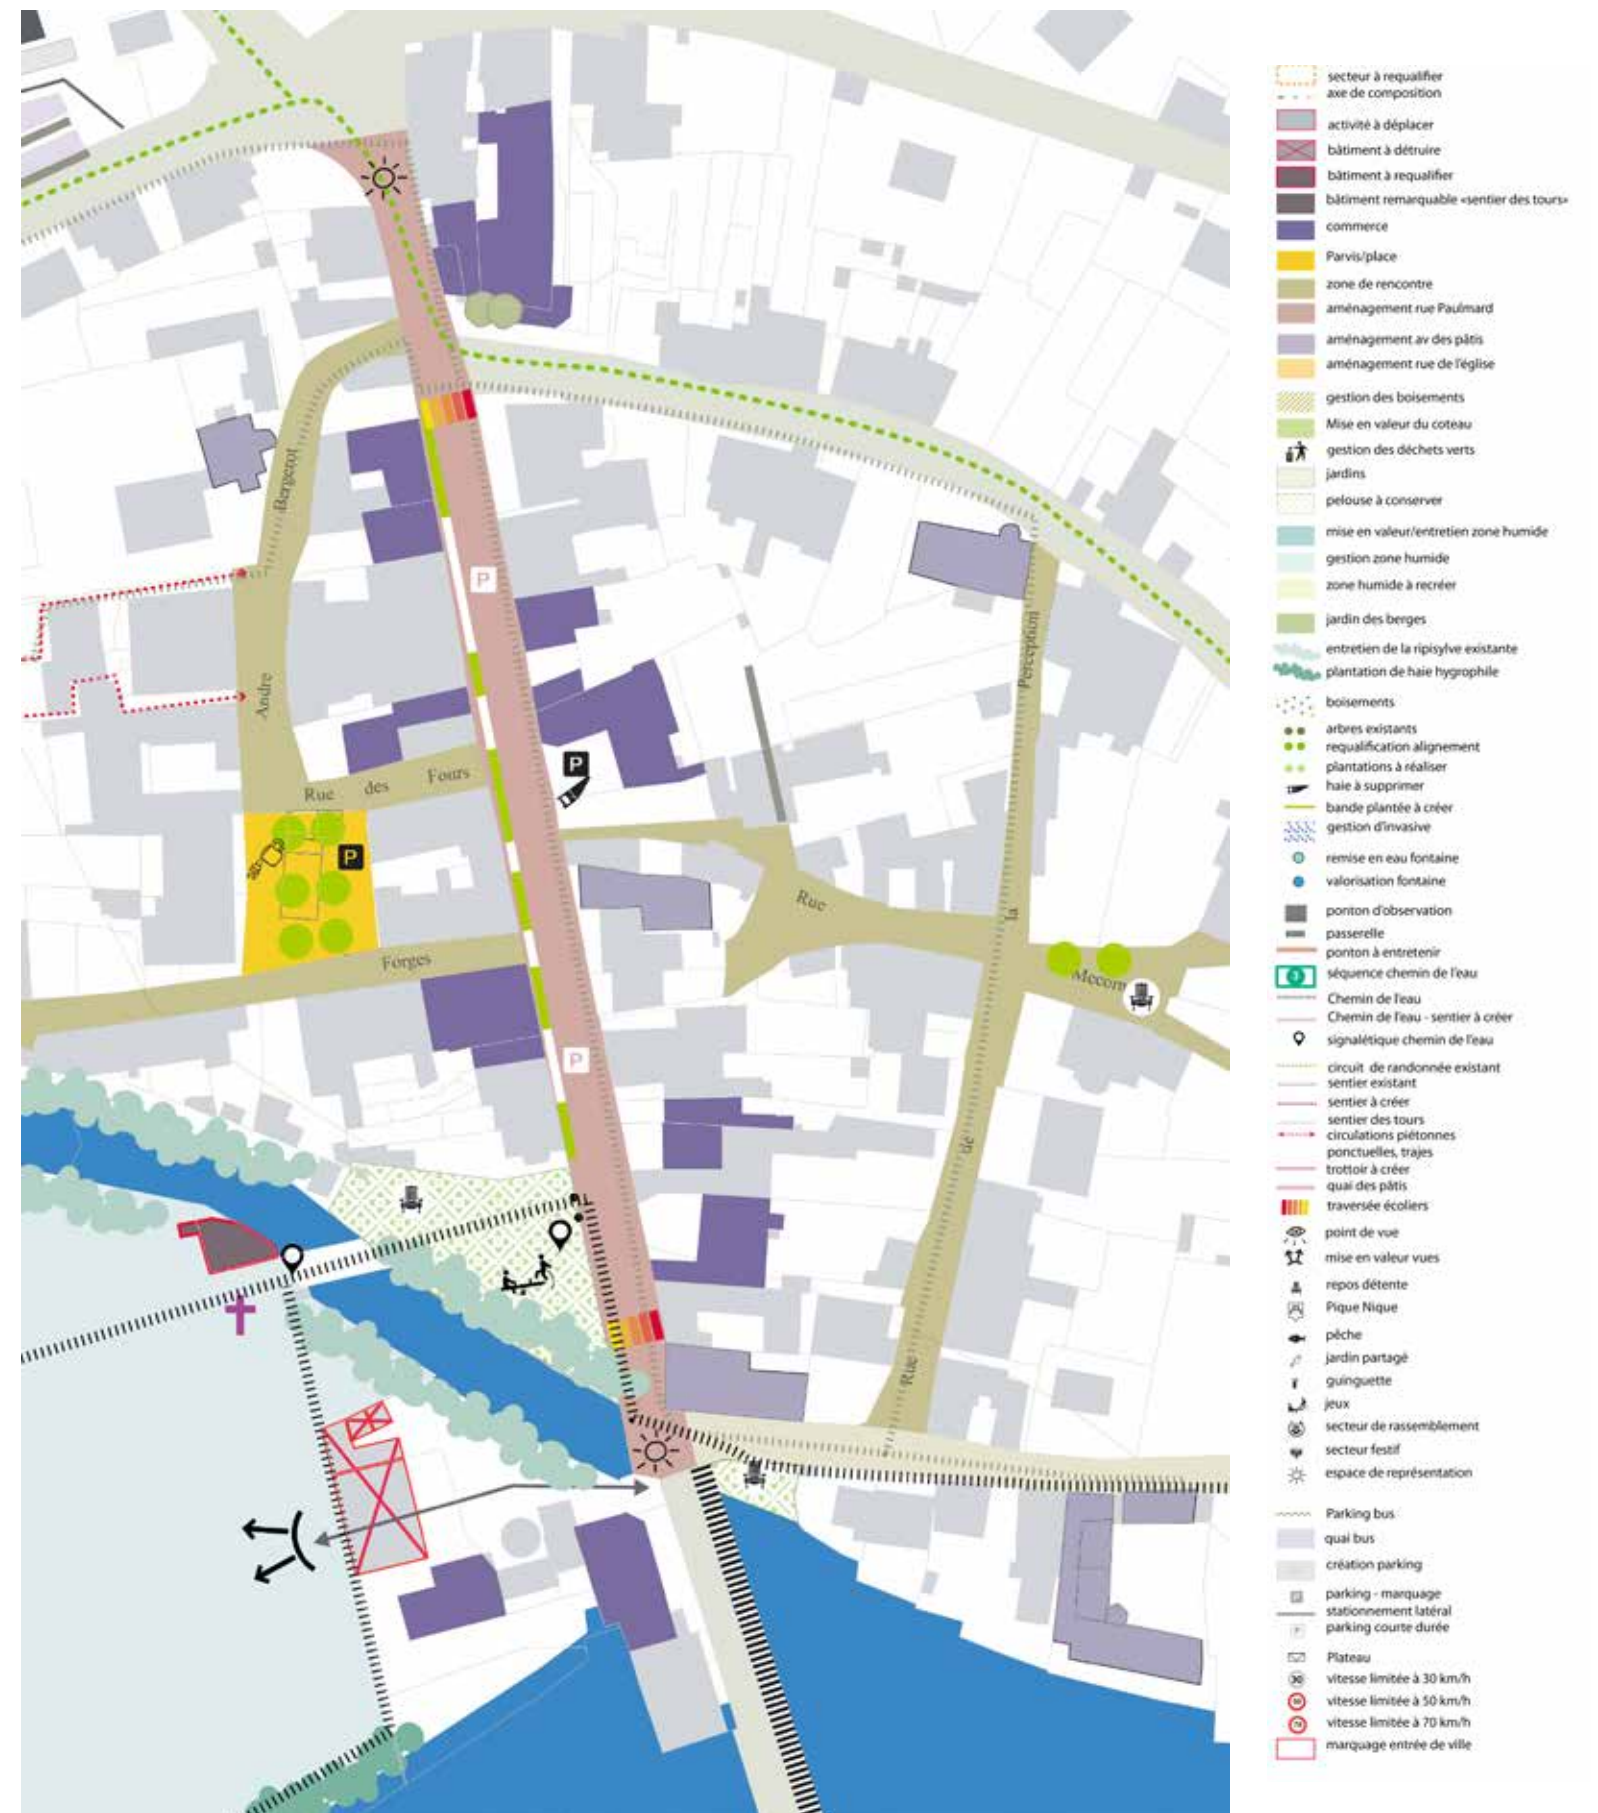 Bergerot
Andre
Rue
des
Fours
Forges
P
P
P
P
Rue
Mecom
Perception
la
de
Rue
secteur à requalifier
axe de composition
activité à déplacer
bâtiment à détruire
bâtiment à requalifier
bâtiment remarquable «sentier des tours»
commerce
Parvis/place
zone de rencontre
aménagement rue Paulmard
aménagement av des pâtis
aménagement rue de l'église
gestion des boisements
Mise en valeur du coteau
gestion des déchets verts
jardins
pelouse à conserver
mise en valeur/entretien zone humide
gestion zone humide
zone humide à recréer
jardin des berges
entretien de la ripisylve existante
plantation de haie hygrophile
boisements
arbres existants
requalification alignement
plantations à réaliser
haie à supprimer
bande plantée à créer
gestion d'invasive
remise en eau fontaine
valorisation fontaine
ponton d'observation
passerelle
ponton à entretenir
séquence chemin de l'eau
Chemin de l'eau
Chemin de l'eau - sentier à créer
signalétique chemin de l'eau
circuit de randonnée existant
sentier existant
sentier à créer
sentier des tours
circulations piétonnes
ponctuelles, trajes
trottoir à créer
quai des pâtis
traversée écoliers
point de vue
mise en valeur vues
repos détente
Pique Nique
pêche
jardin partagé
guinguette
jeux
secteur de rassemblement
secteur festif
espace de représentation
Parking bus
quai bus
création parking
parking - marquage
stationnement latéral
P parking courte durée
Plateau
30 vitesse limitée à 30 km/h
50 vitesse limitée à 50 km/h
70 vitesse limitée à 70 km/h
marquage entrée de ville